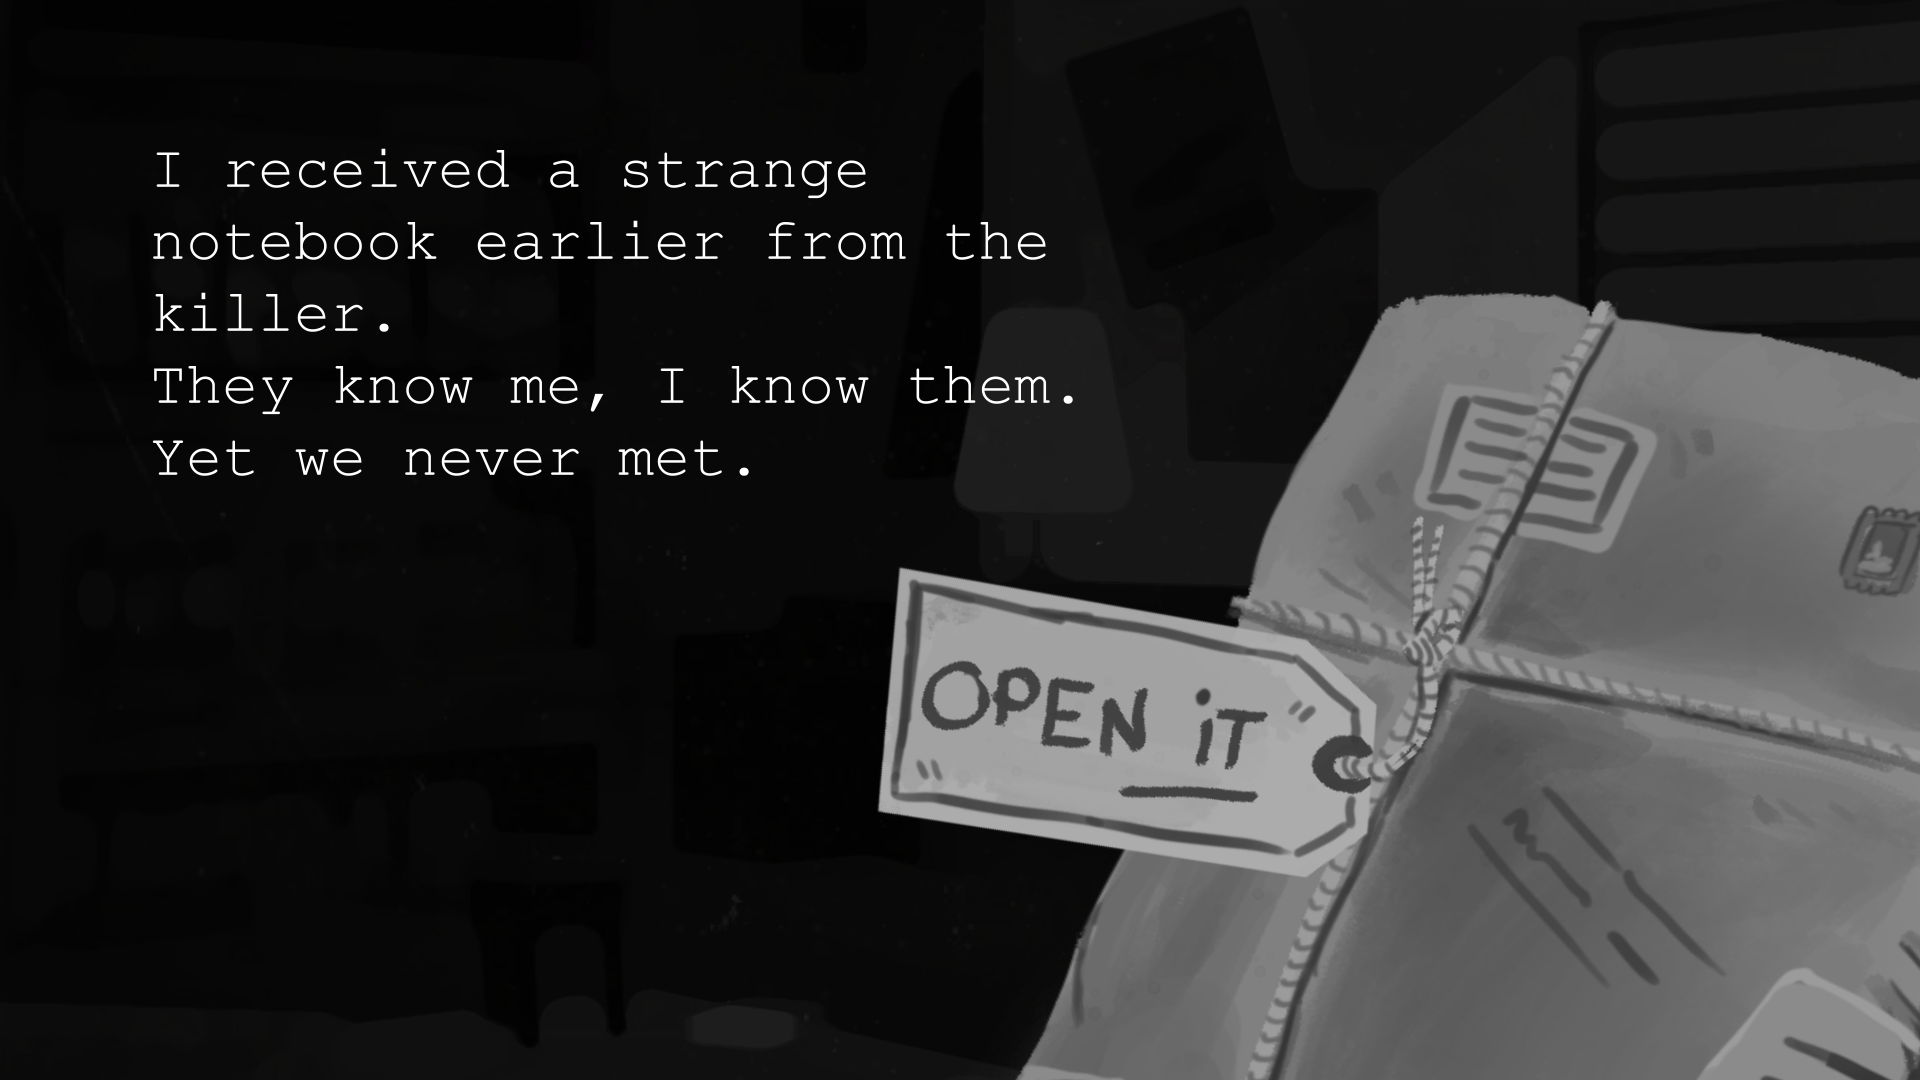 I received a strange
notebook earlier from the
killer.
They know me, I know them.
Yet we never met.
OPEN iT